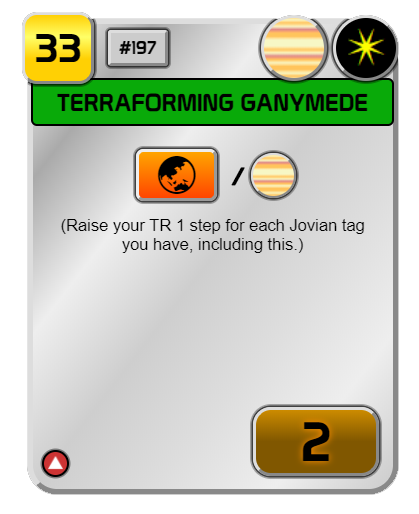 33
#197
TERRAFORMING GANYMEDE
/
(Raise your TR 1 step for each Jovian tag
you have, including this.)
2